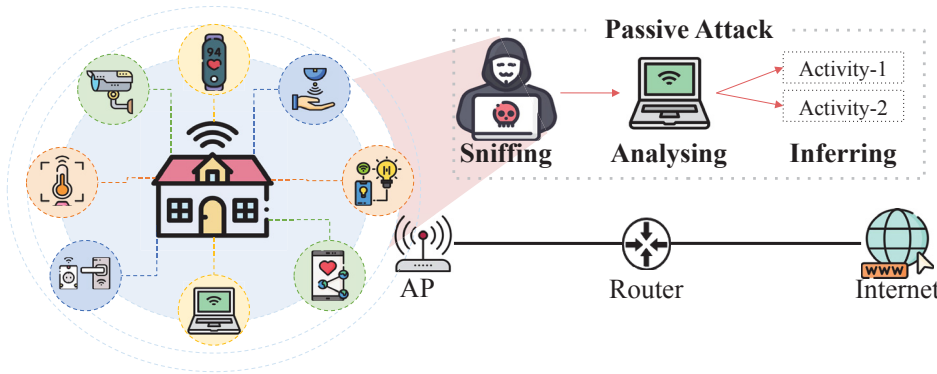 Passive Attack
94
Activity-1
Activity-2
Sniffing
Analysing
Inferring
AP
Router
WWW
Internet